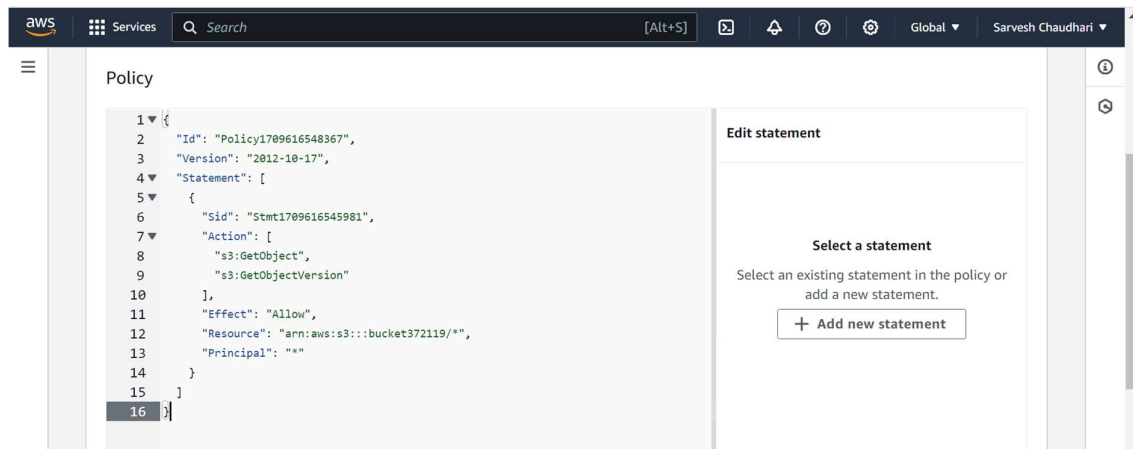 aws Services Search [Alt+S] Global Sarvesh Chaudhari
Policy
1 {
2 "Id": "Policy1709616548367",
3 "Version": "2012-10-17",
4 "Statement": [
5 {
6 "Sid": "Stmt1709616545981",
7 "Action": [
8 "s3:GetObject",
9 "s3:GetObjectVersion"
10 ],
11 "Effect": "Allow",
12 "Resource": "arn:aws:s3:::bucket372119/*",
13 "Principal": "*"
14 }
15 ]
16 }
Edit statement
Select a statement
Select an existing statement in the policy or
add a new statement.
+ Add new statement